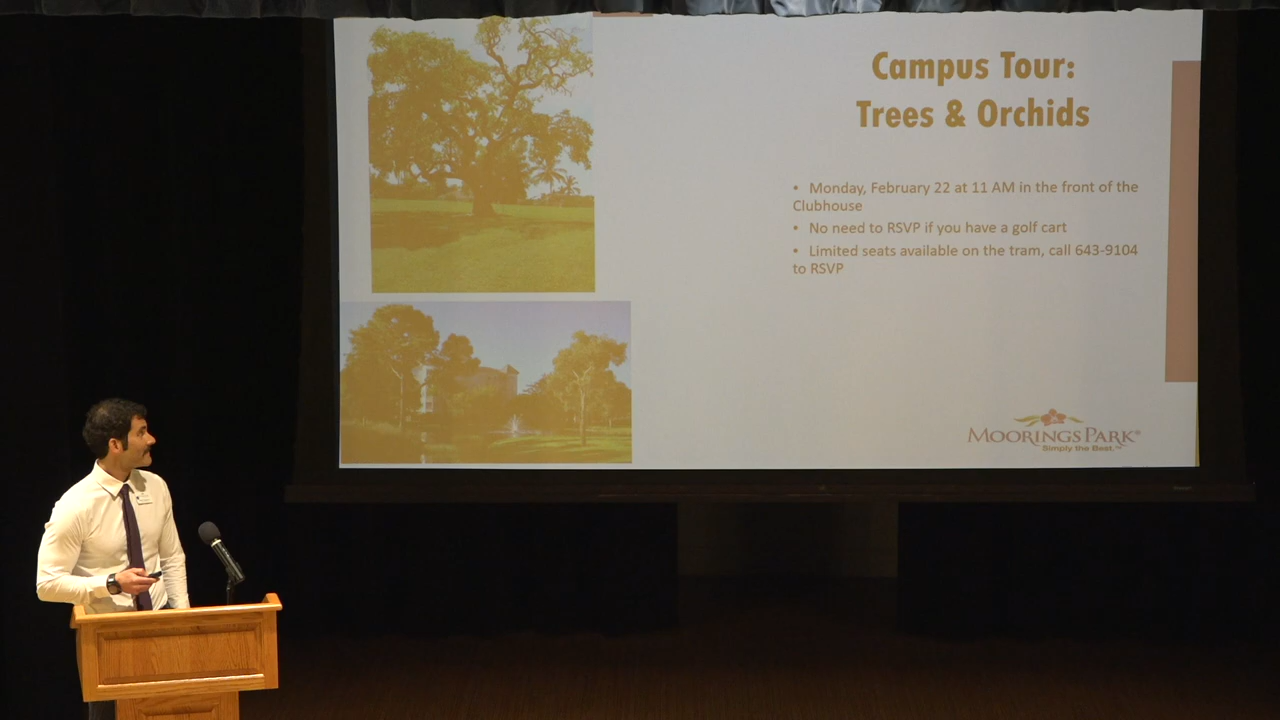 Campus Tour:
Trees & Orchids
• Monday, February 22 at 11 AM in the front of the
Clubhouse
• No need to RSVP if you have a golf cart
• Limited seats available on the tram, call 643-9104
to RSVP
MOORINGS PARK®
Simply the Best.™